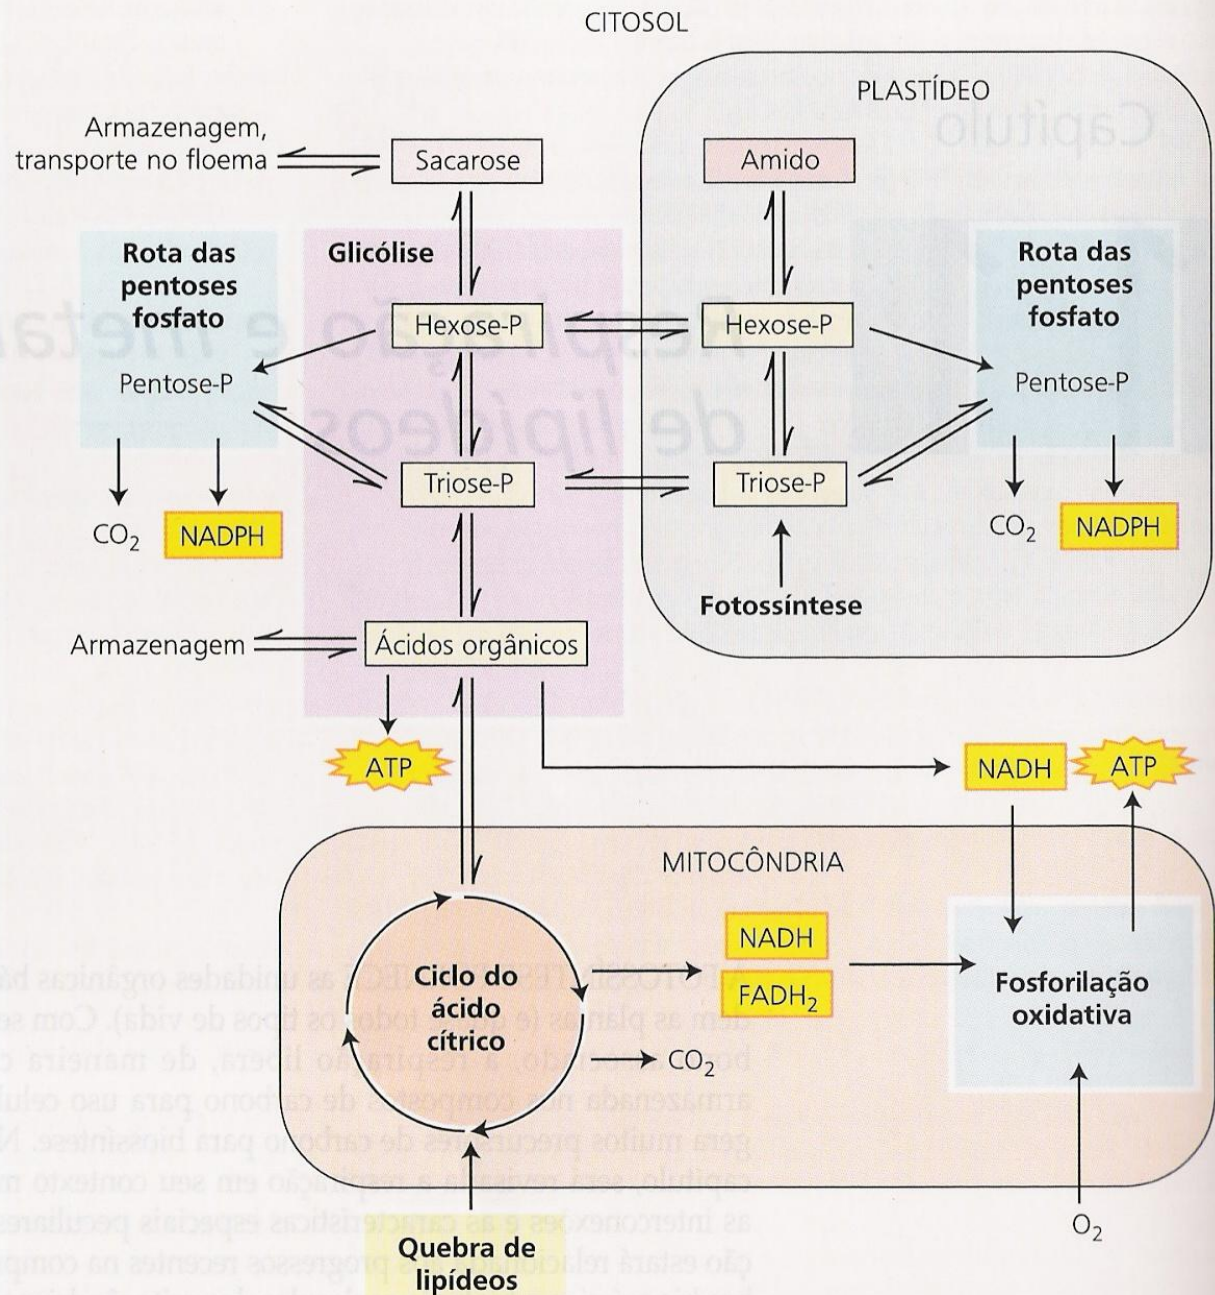 CITOSOL
PLASTÍDEO
Armazenagem,
transporte no floema
Sacarose
Amido
Rota das
pentoses
fosfato
Glicólise
Rota das
pentoses
fosfato
Hexose-P
Hexose-P
Pentose-P
Pentose-P
Triose-P
Triose-P
CO₂
NADPH
CO₂
NADPH
Fotossíntese
Armazenagem
Ácidos orgânicos
ATP
NADH
ATP
MITOCÔNDRIA
NADH
FADH₂
Ciclo do
ácido
cítrico
Fosforilação
oxidativa
CO₂
O₂
Quebra de
lipídeos